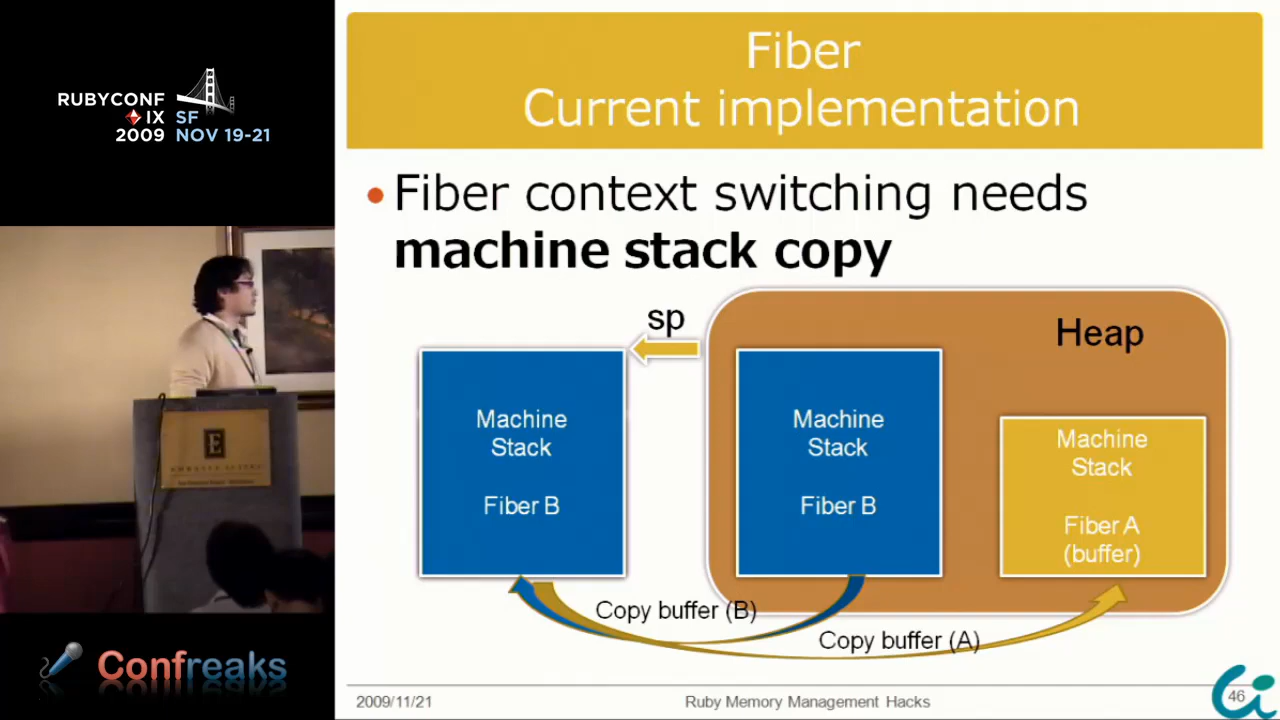 RUBYCONF
IX
2009
SF
NOV 19-21
Fiber
Current implementation
Fiber context switching needs
machine stack copy
sp
Heap
Machine
Stack
Fiber B
Machine
Stack
Fiber B
Machine
Stack
Fiber A
(buffer)
Copy buffer (B)
Copy buffer (A)
E
Confreaks
2009/11/21
Ruby Memory Management Hacks
46